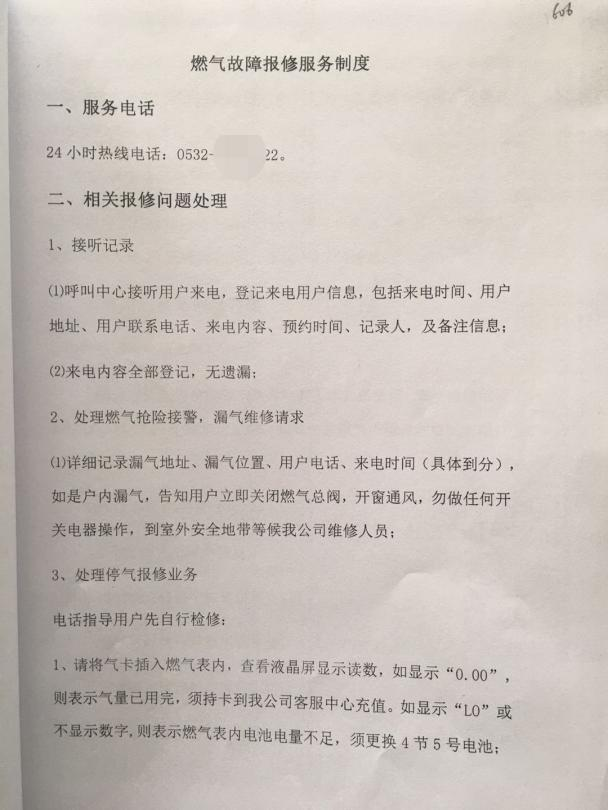 606
燃气故障报修服务制度
一、服务电话
24小时热线电话：0532- 22。
二、相关报修问题处理
1、接听记录
⑴呼叫中心接听用户来电，登记来电用户信息，包括来电时间、用户
地址、用户联系电话、来电内容、预约时间、记录人，及备注信息；
⑵来电内容全部登记，无遗漏；
2、处理燃气抢险接警，漏气维修请求
⑴详细记录漏气地址、漏气位置、用户电话、来电时间（具体到分），
如是户内漏气，告知用户立即关闭燃气总阀，开窗通风，勿做任何开
关电器操作，到室外安全地带等候我公司维修人员；
3、处理停气报修业务
电话指导用户先自行检修：
1、请将气卡插入燃气表内，查看液晶屏显示读数，如显示“0.00”，
则表示气量已用完，须持卡到我公司客服中心充值。如显示“LO”或
不显示数字,则表示燃气表内电池电量不足，须更换4节5号电池；